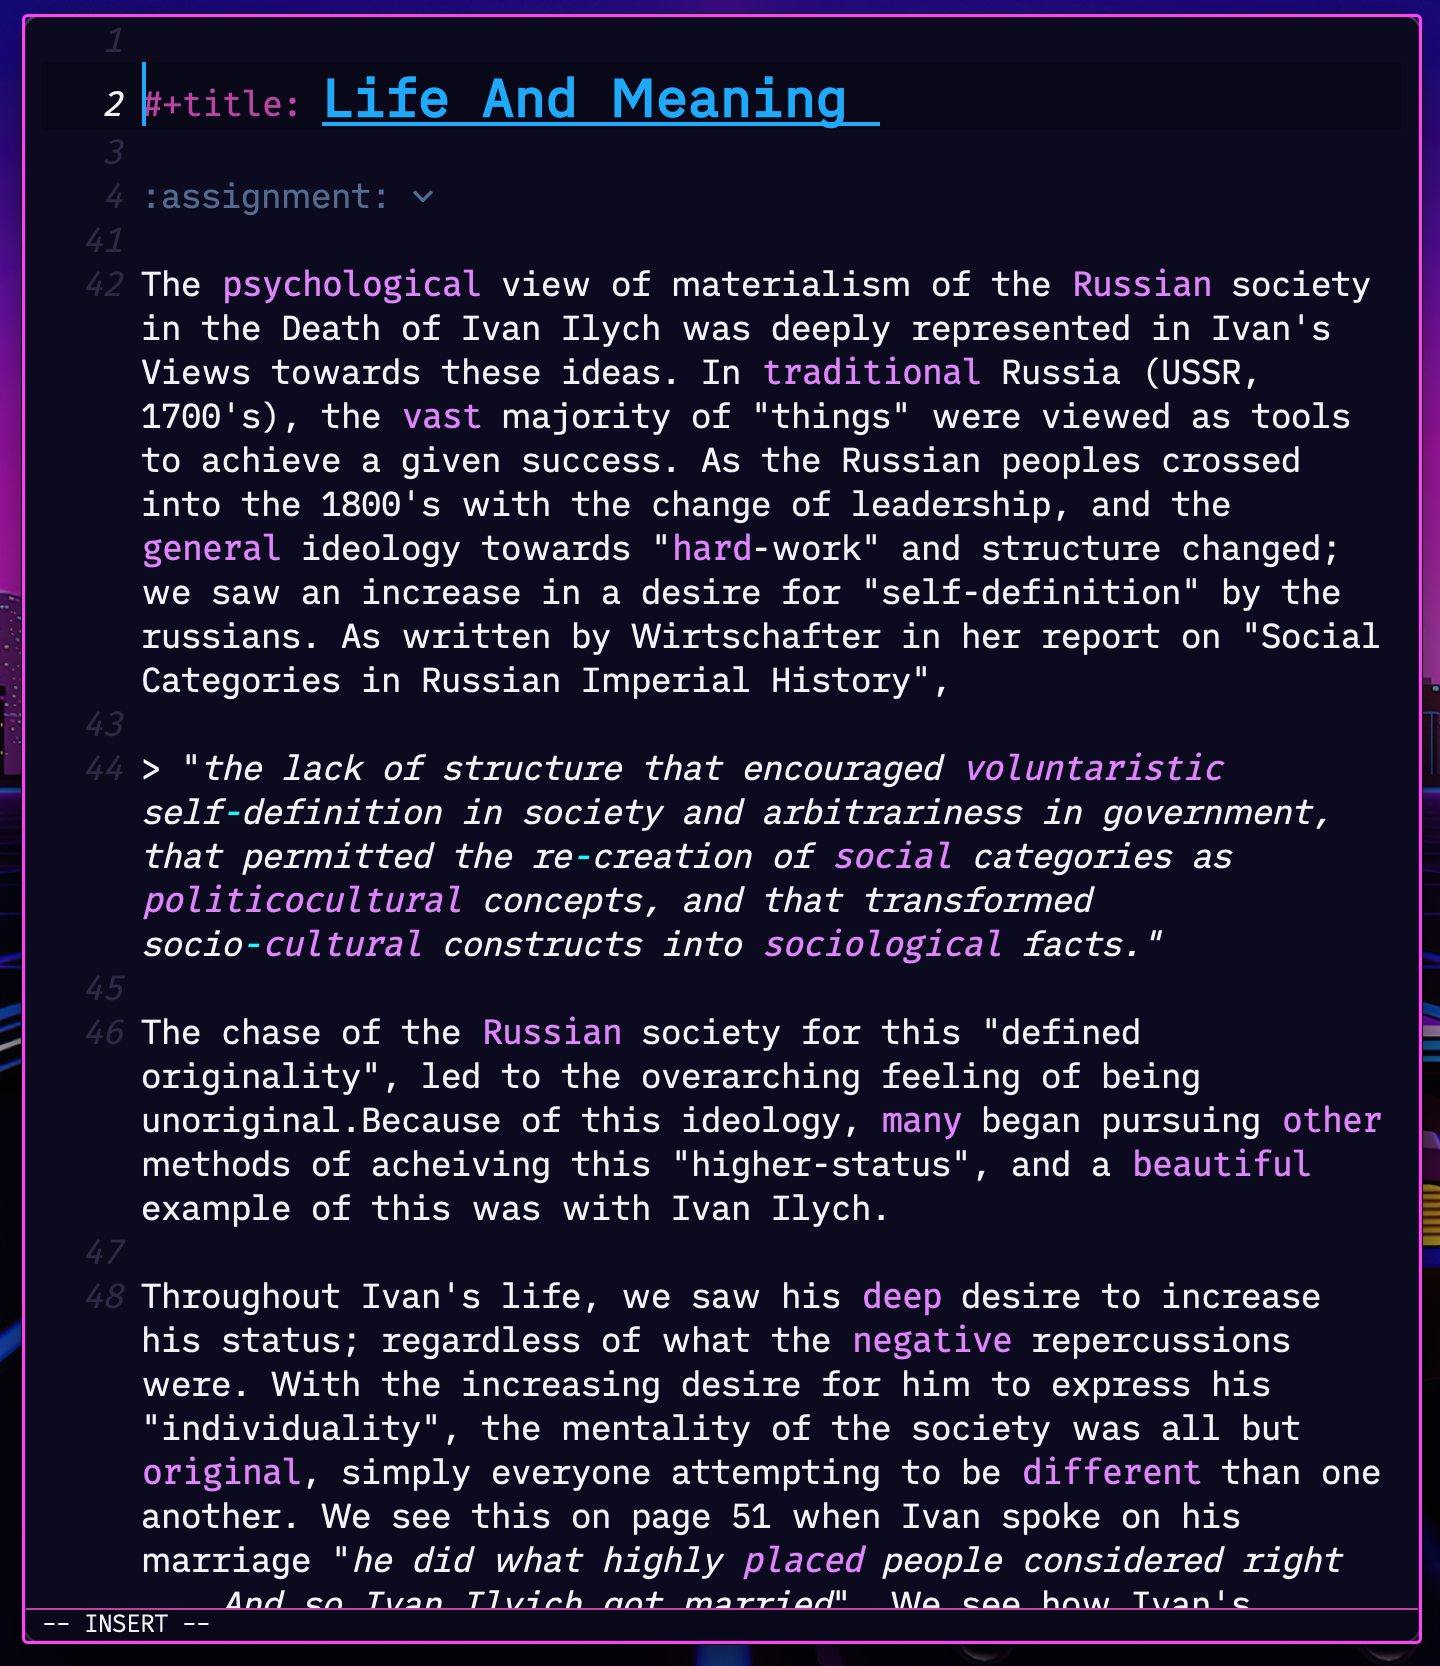 1
2 #+title: Life And Meaning
3
4 :assignment:
41
42 The psychological view of materialism of the Russian society
in the Death of Ivan Ilych was deeply represented in Ivan's
Views towards these ideas. In traditional Russia (USSR,
1700's), the vast majority of "things" were viewed as tools
to achieve a given success. As the Russian peoples crossed
into the 1800's with the change of leadership, and the
general ideology towards "hard-work" and structure changed;
we saw an increase in a desire for "self-definition" by the
russians. As written by Wirtschafter in her report on "Social
Categories in Russian Imperial History",
43
44 > "the lack of structure that encouraged voluntaristic
self-definition in society and arbitrariness in government,
that permitted the re-creation of social categories as
politicocultural concepts, and that transformed
socio-cultural constructs into sociological facts."
45
46 The chase of the Russian society for this "defined
originality", led to the overarching feeling of being
unoriginal.Because of this ideology, many began pursuing other
methods of acheiving this "higher-status", and a beautiful
example of this was with Ivan Ilych.
47
48 Throughout Ivan's life, we saw his deep desire to increase
his status; regardless of what the negative repercussions
were. With the increasing desire for him to express his
"individuality", the mentality of the society was all but
original, simply everyone attempting to be different than one
another. We see this on page 51 when Ivan spoke on his
marriage "he did what highly placed people considered right
And so Ivan Ilyich got married" We see how Ivan's
-- INSERT --